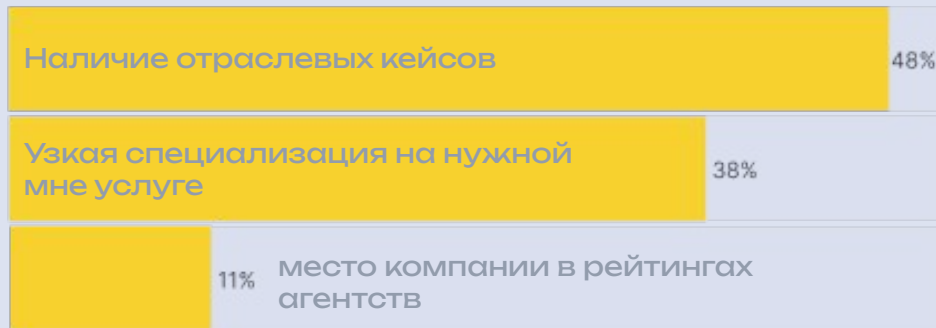 Наличие отраслевых кейсов
48%
Узкая специализация на нужной
мне услуге
38%
11%
место компании в рейтингах
агентств